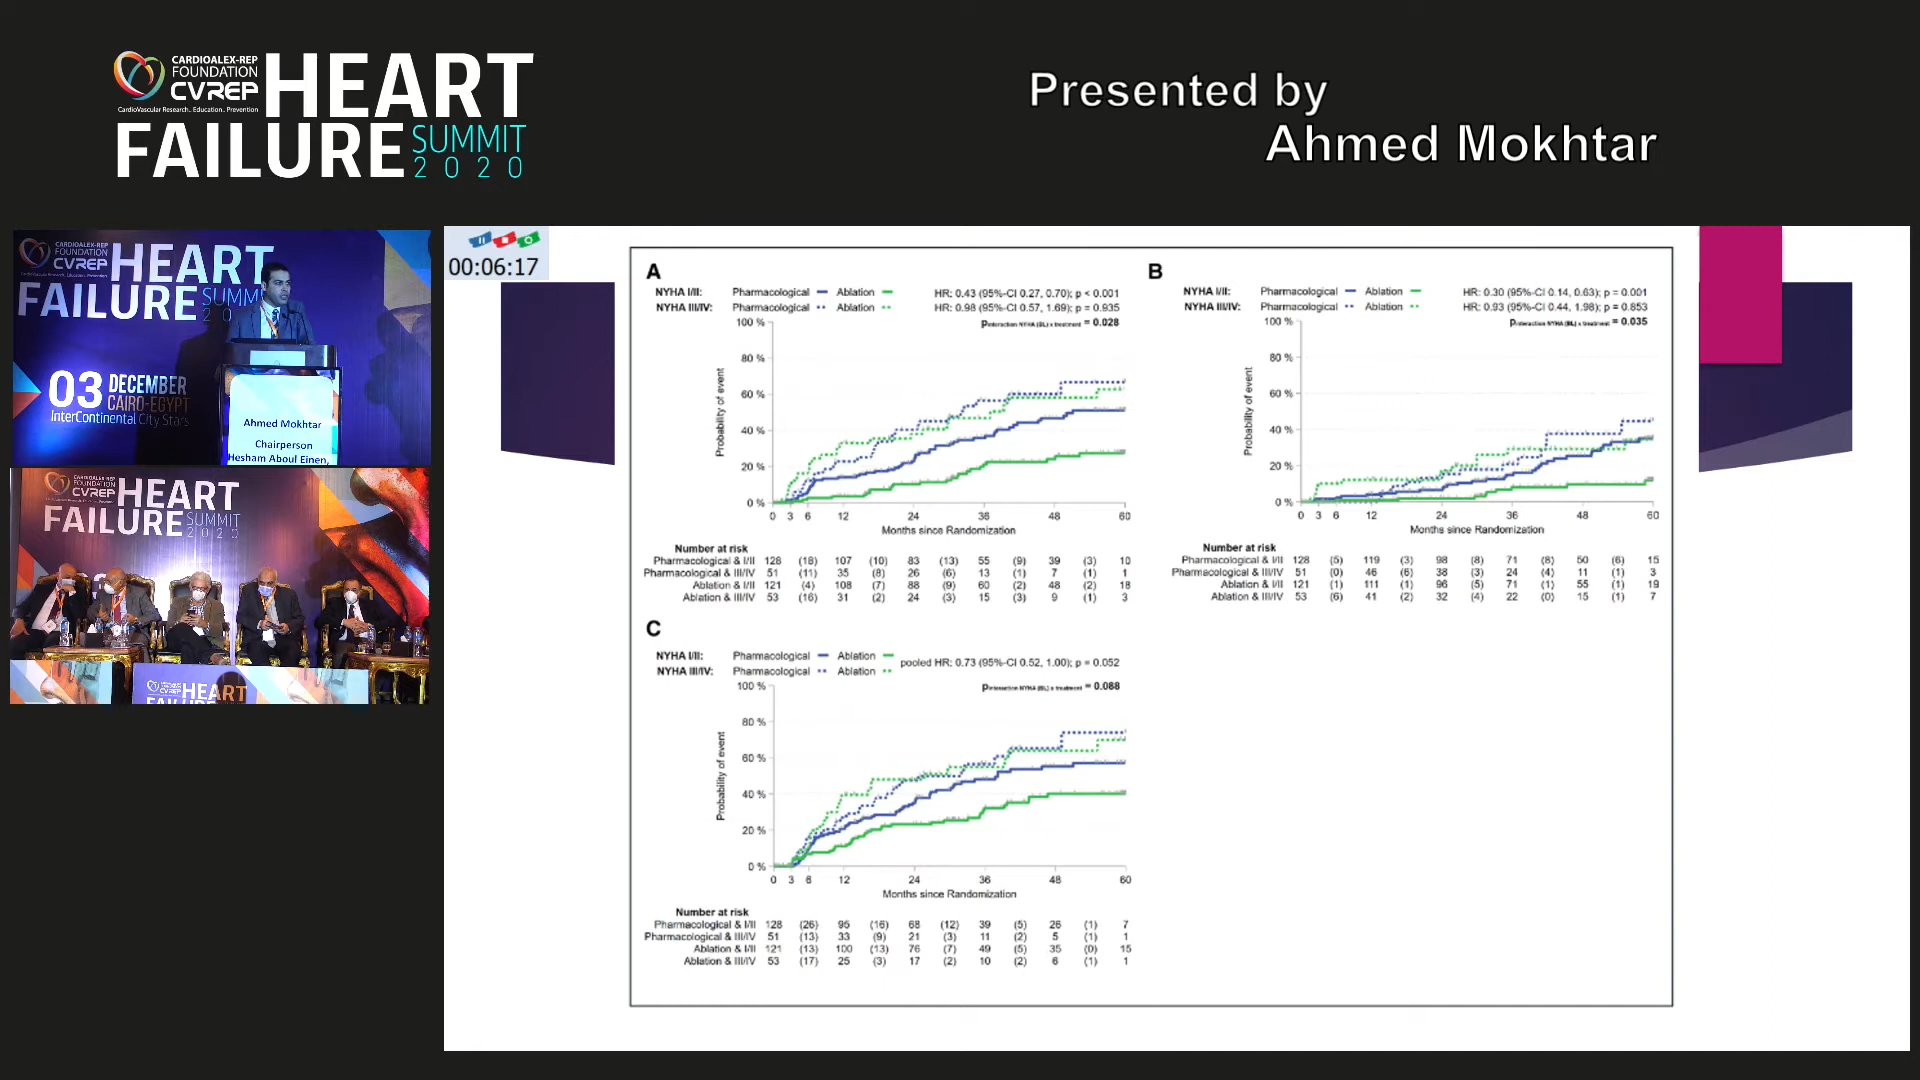 CARDIOALEX-REP
FOUNDATION
CVREP
CardioVascular Research. Education. Prevention
HEART
FAILURE
SUMMIT
2020
Presented by
Ahmed Mokhtar
CARDIOALEX-REP
FOUNDATION
CVREP
HEART
FAILURE
SUMM
03 DECEMBER
CAIRO-EGYPT
InterContinental City Stars
Ahmed Mokhtar
Chairperson
Hesham Aboul Einen,
CARDIOALEX-REP
FOUNDATION
CVREP
HEART
FAILURE
SUMMIT
2020
CVREP HEART
00:06:17
A
NYHA I/II: Pharmacological Ablation HR: 0.43 (95%-CI 0.27, 0.70); p < 0.001
NYHA III/IV: Pharmacological Ablation HR: 0.98 (95%-CI 0.57, 1.69); p = 0.935
Pinteraction NYHA (BL) x treatment = 0.028
100 %
80 %
60 %
40 %
20 %
0 %
Probability of event
0 3 6 12 24 36 48 60
Months since Randomization
Number at risk
Pharmacological & I/II 128 (18) 107 (10) 83 (13) 55 (9) 39 (3) 10
Pharmacological & III/IV 51 (11) 35 (8) 26 (6) 13 (1) 7 (1) 1
Ablation & I/II 121 (4) 108 (7) 88 (9) 60 (2) 48 (2) 18
Ablation & III/IV 53 (16) 31 (2) 24 (3) 15 (3) 9 (1) 3
B
NYHA I/II: Pharmacological Ablation HR: 0.30 (95%-CI 0.14, 0.63); p = 0.001
NYHA III/IV: Pharmacological Ablation HR: 0.93 (95%-CI 0.44, 1.98); p = 0.853
Pinteraction NYHA (BL) x treatment = 0.035
100 %
80 %
60 %
40 %
20 %
0 %
Probability of event
0 3 6 12 24 36 48 60
Months since Randomization
Number at risk
Pharmacological & I/II 128 (5) 119 (3) 98 (8) 71 (8) 50 (6) 15
Pharmacological & III/IV 51 (0) 46 (6) 38 (3) 24 (4) 11 (1) 3
Ablation & I/II 121 (1) 111 (1) 96 (5) 71 (1) 55 (1) 19
Ablation & III/IV 53 (6) 41 (2) 32 (4) 22 (0) 15 (1) 7
C
NYHA I/II: Pharmacological Ablation
pooled HR: 0.73 (95%-CI 0.52, 1.00); p = 0.052
NYHA III/IV: Pharmacological Ablation
Pinteraction NYHA (BL) x treatment = 0.088
100 %
80 %
60 %
40 %
20 %
0 %
Probability of event
0 3 6 12 24 36 48 60
Months since Randomization
Number at risk
Pharmacological & I/II 128 (26) 95 (16) 68 (12) 39 (5) 26 (1) 7
Pharmacological & III/IV 51 (13) 33 (9) 21 (3) 11 (2) 5 (1) 1
Ablation & I/II 121 (13) 100 (13) 76 (7) 49 (5) 35 (0) 15
Ablation & III/IV 53 (17) 25 (3) 17 (2) 10 (2) 6 (1) 1